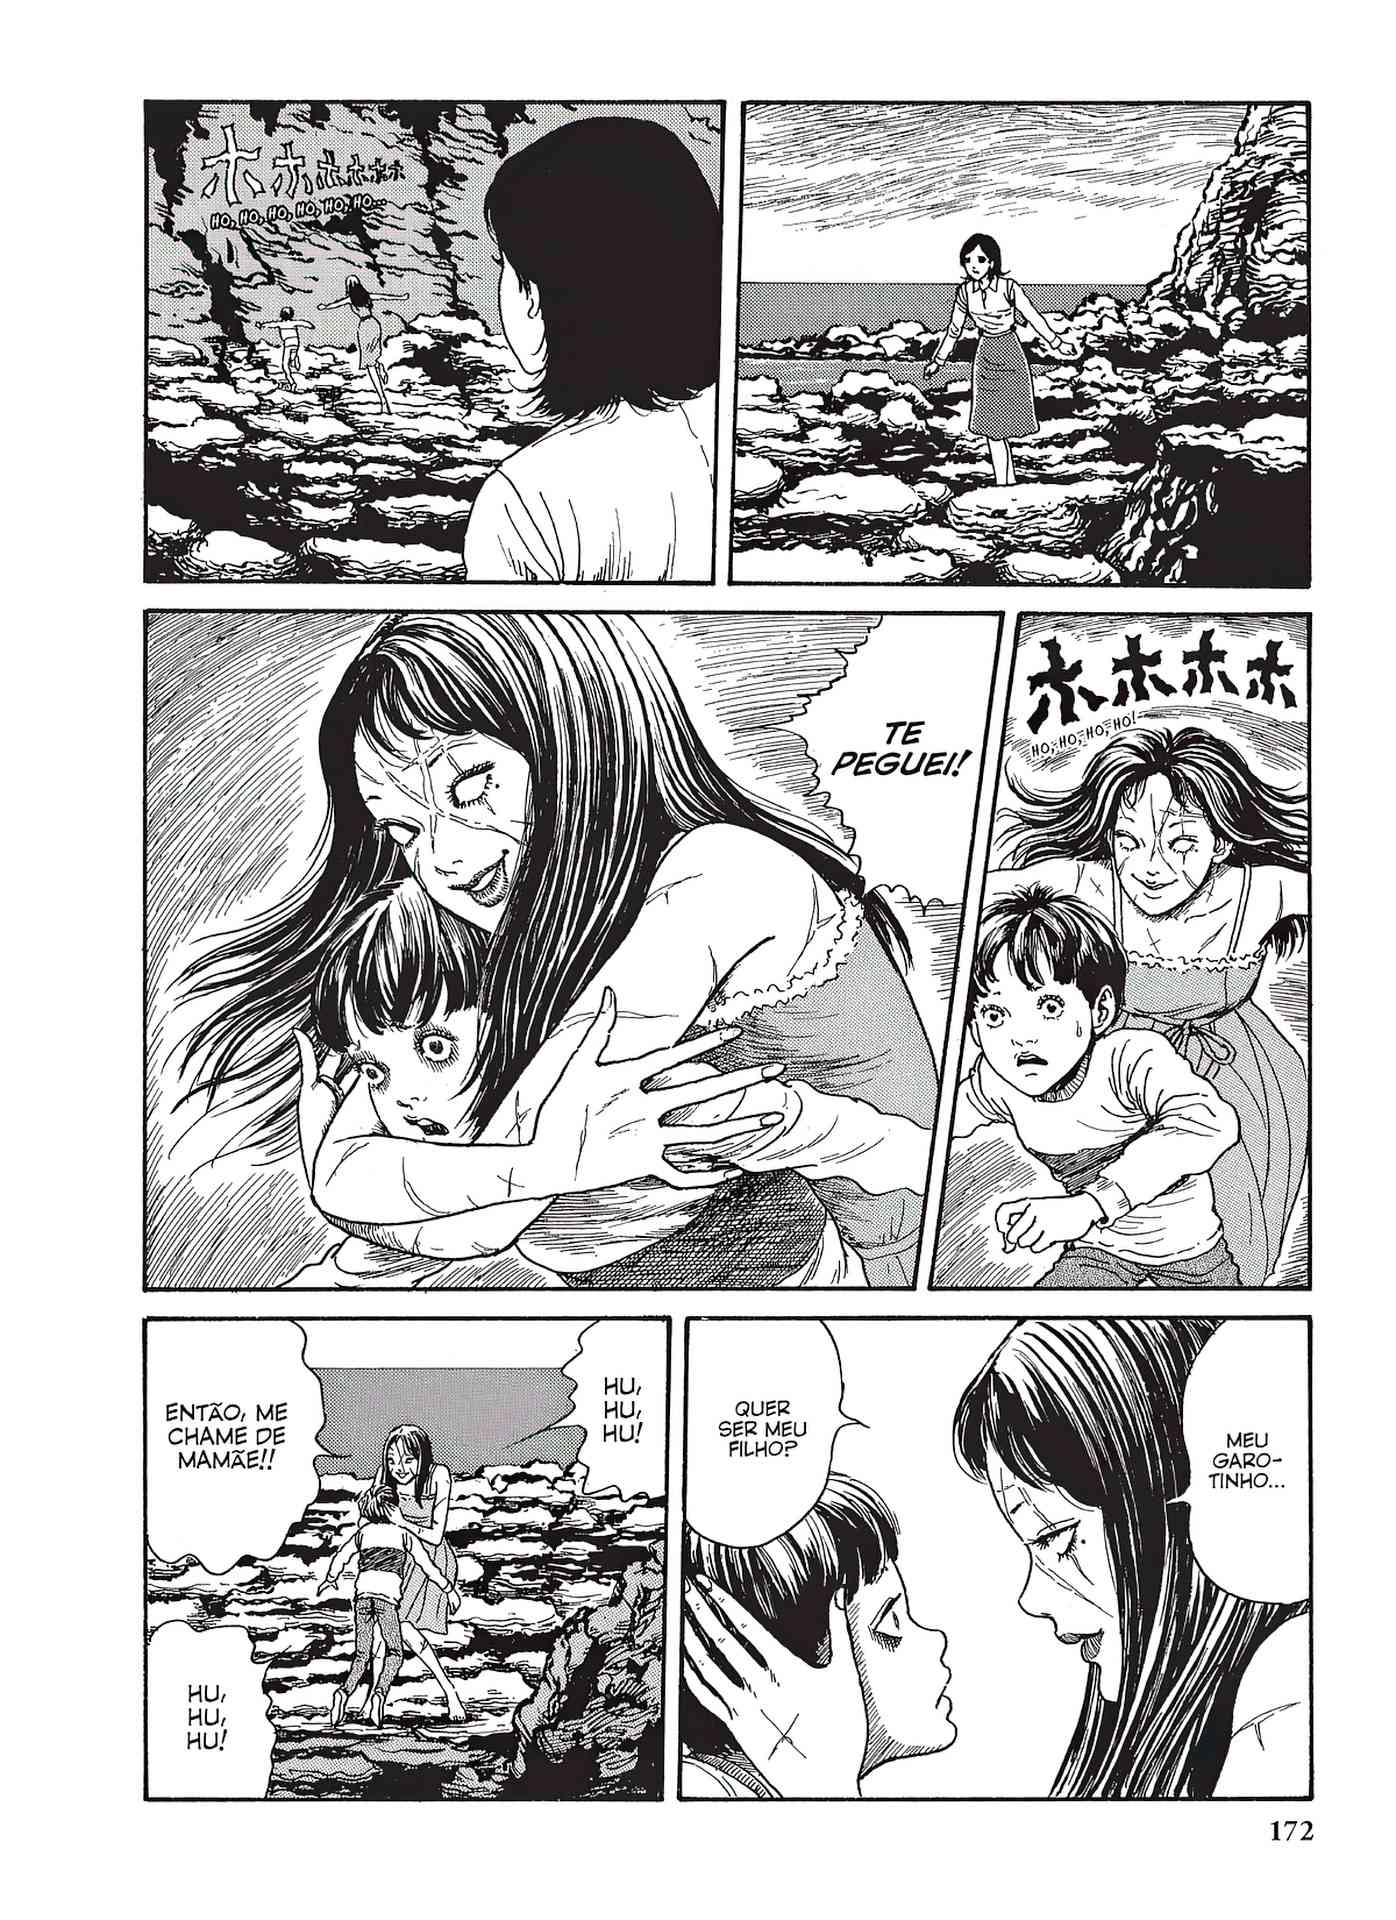 ホホホホホホ
HO, HO, HO, HO, HO, HO...
ホホホホ
HO, HO, HO, HO!
TE
PEGUEI!
MEU
GARO-
TINHO...
QUER
SER MEU
FILHO?
HU,
HU,
HU!
ENTÃO, ME
CHAME DE
MAMÃE!!
HU,
HU,
HU!
172